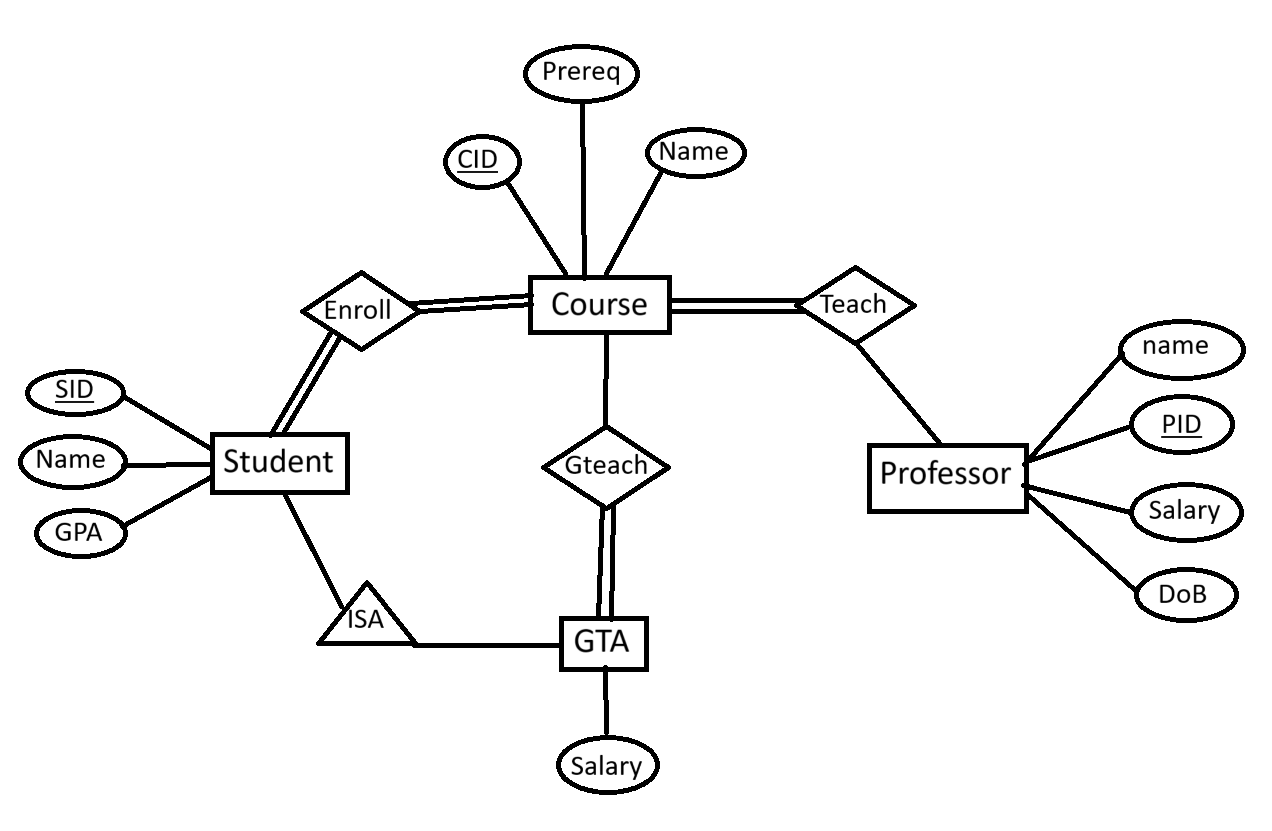 Prereq
CID
Name
Enroll
Course
Teach
name
SID
PID
Name
Student
Gteach
Professor
GPA
Salary
ISA
GTA
DoB
Salary